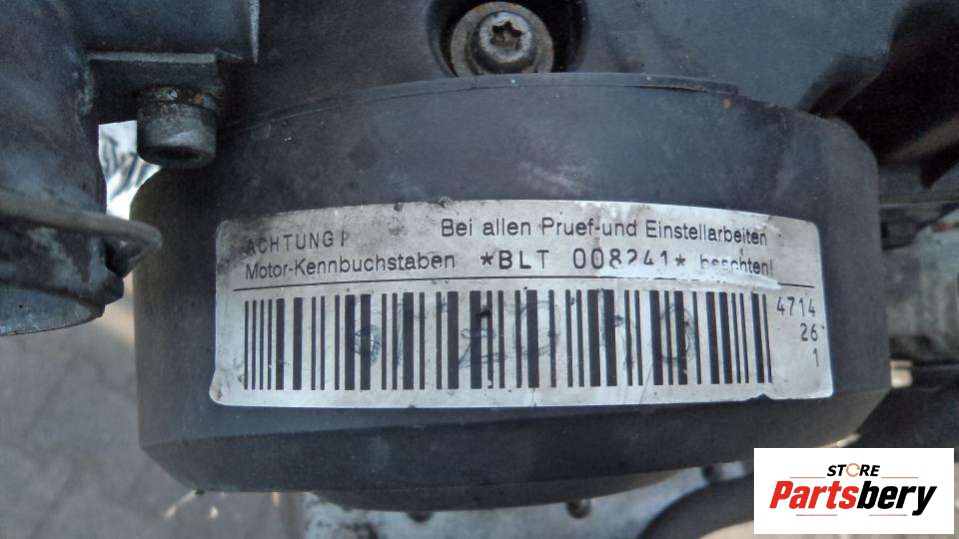 ACHTUNG! Bei allen Pruef-und Einstellarbeiten
Motor-Kennbuchstaben *BLT 008241* beachten!
4714
26
1
STORE
Partsbery